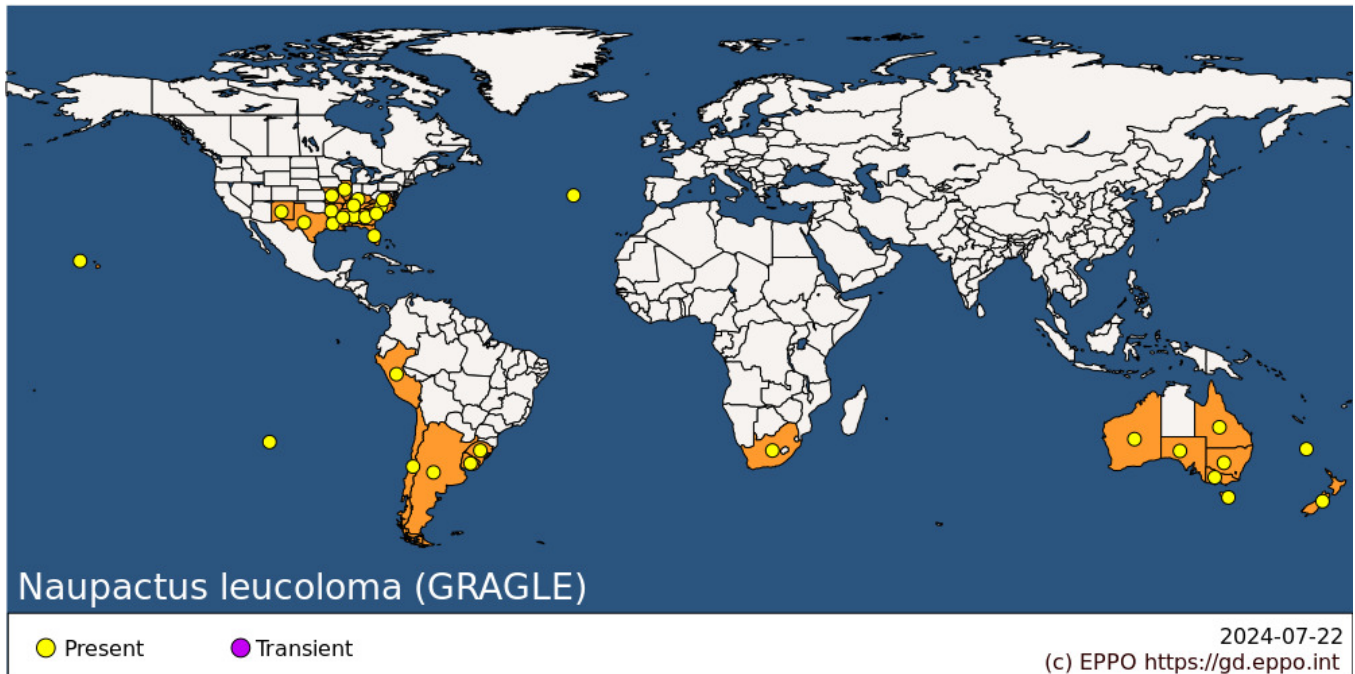 Naupactus leucoloma (GRAGLE)
Present
Transient
2024-07-22
(c) EPPO https://gd.eppo.int